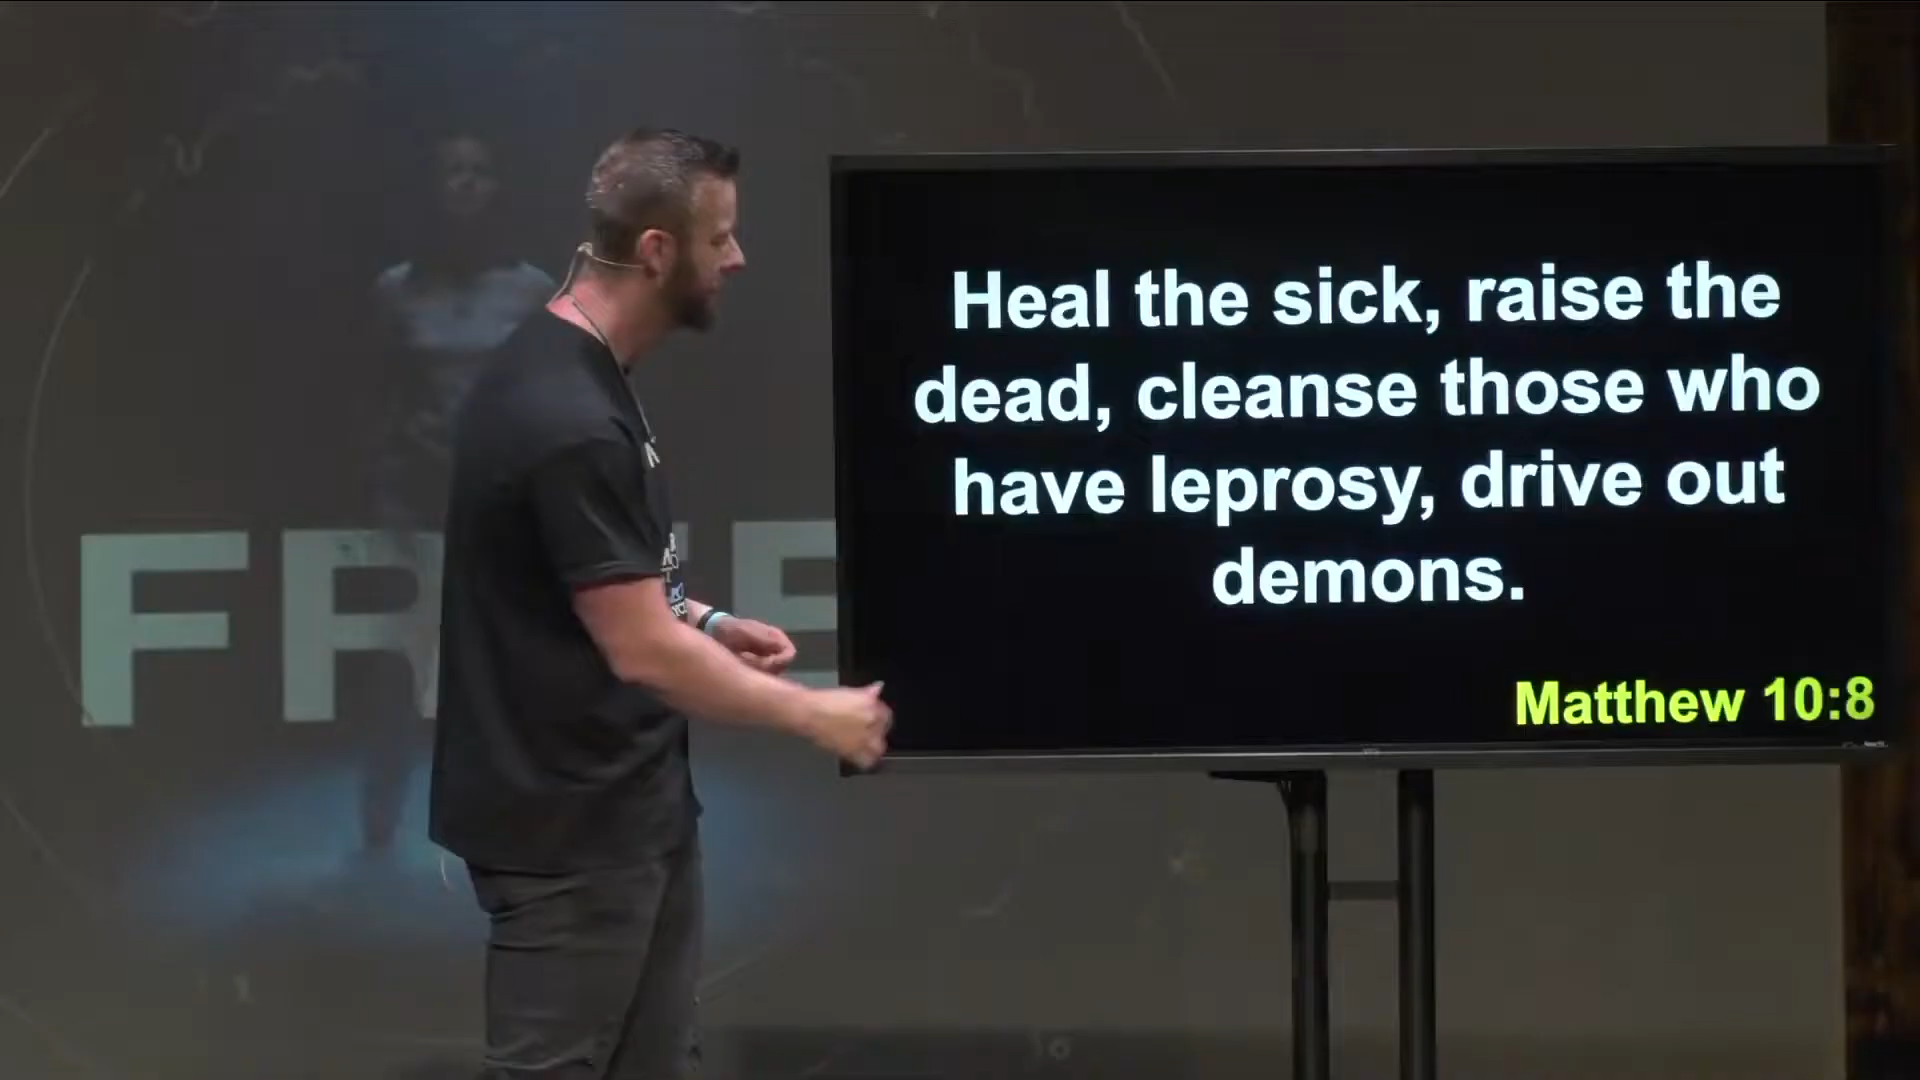 Heal the sick, raise the
dead, cleanse those who
have leprosy, drive out
demons.
Matthew 10:8